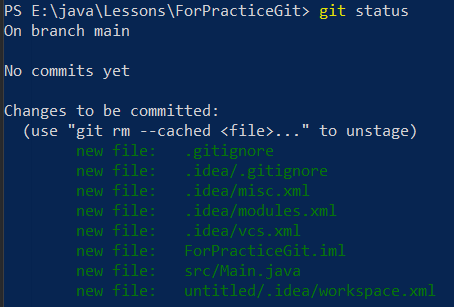 PS E:\java\Lessons\ForPracticeGit> git status
On branch main
No commits yet
Changes to be committed:
(use "git rm --cached <file>..." to unstage)
new file: .gitignore
new file: .idea/.gitignore
new file: .idea/misc.xml
new file: .idea/modules.xml
new file: .idea/vcs.xml
new file: ForPracticeGit.iml
new file: src/Main.java
new file: untitled/.idea/workspace.xml